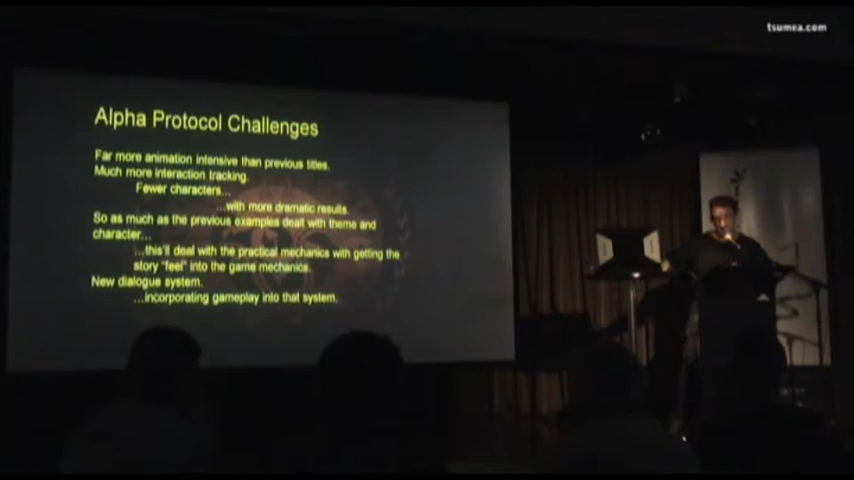 tsumea.com
Alpha Protocol Challenges
Far more animation intensive than previous titles.
Much more interaction tracking.
Fewer characters...
...with more dramatic results.
So as much as the previous examples dealt with theme and
character...
...this'll deal with the practical mechanics with getting the
story "feel" into the game mechanics.
New dialogue system.
...incorporating gameplay into that system.